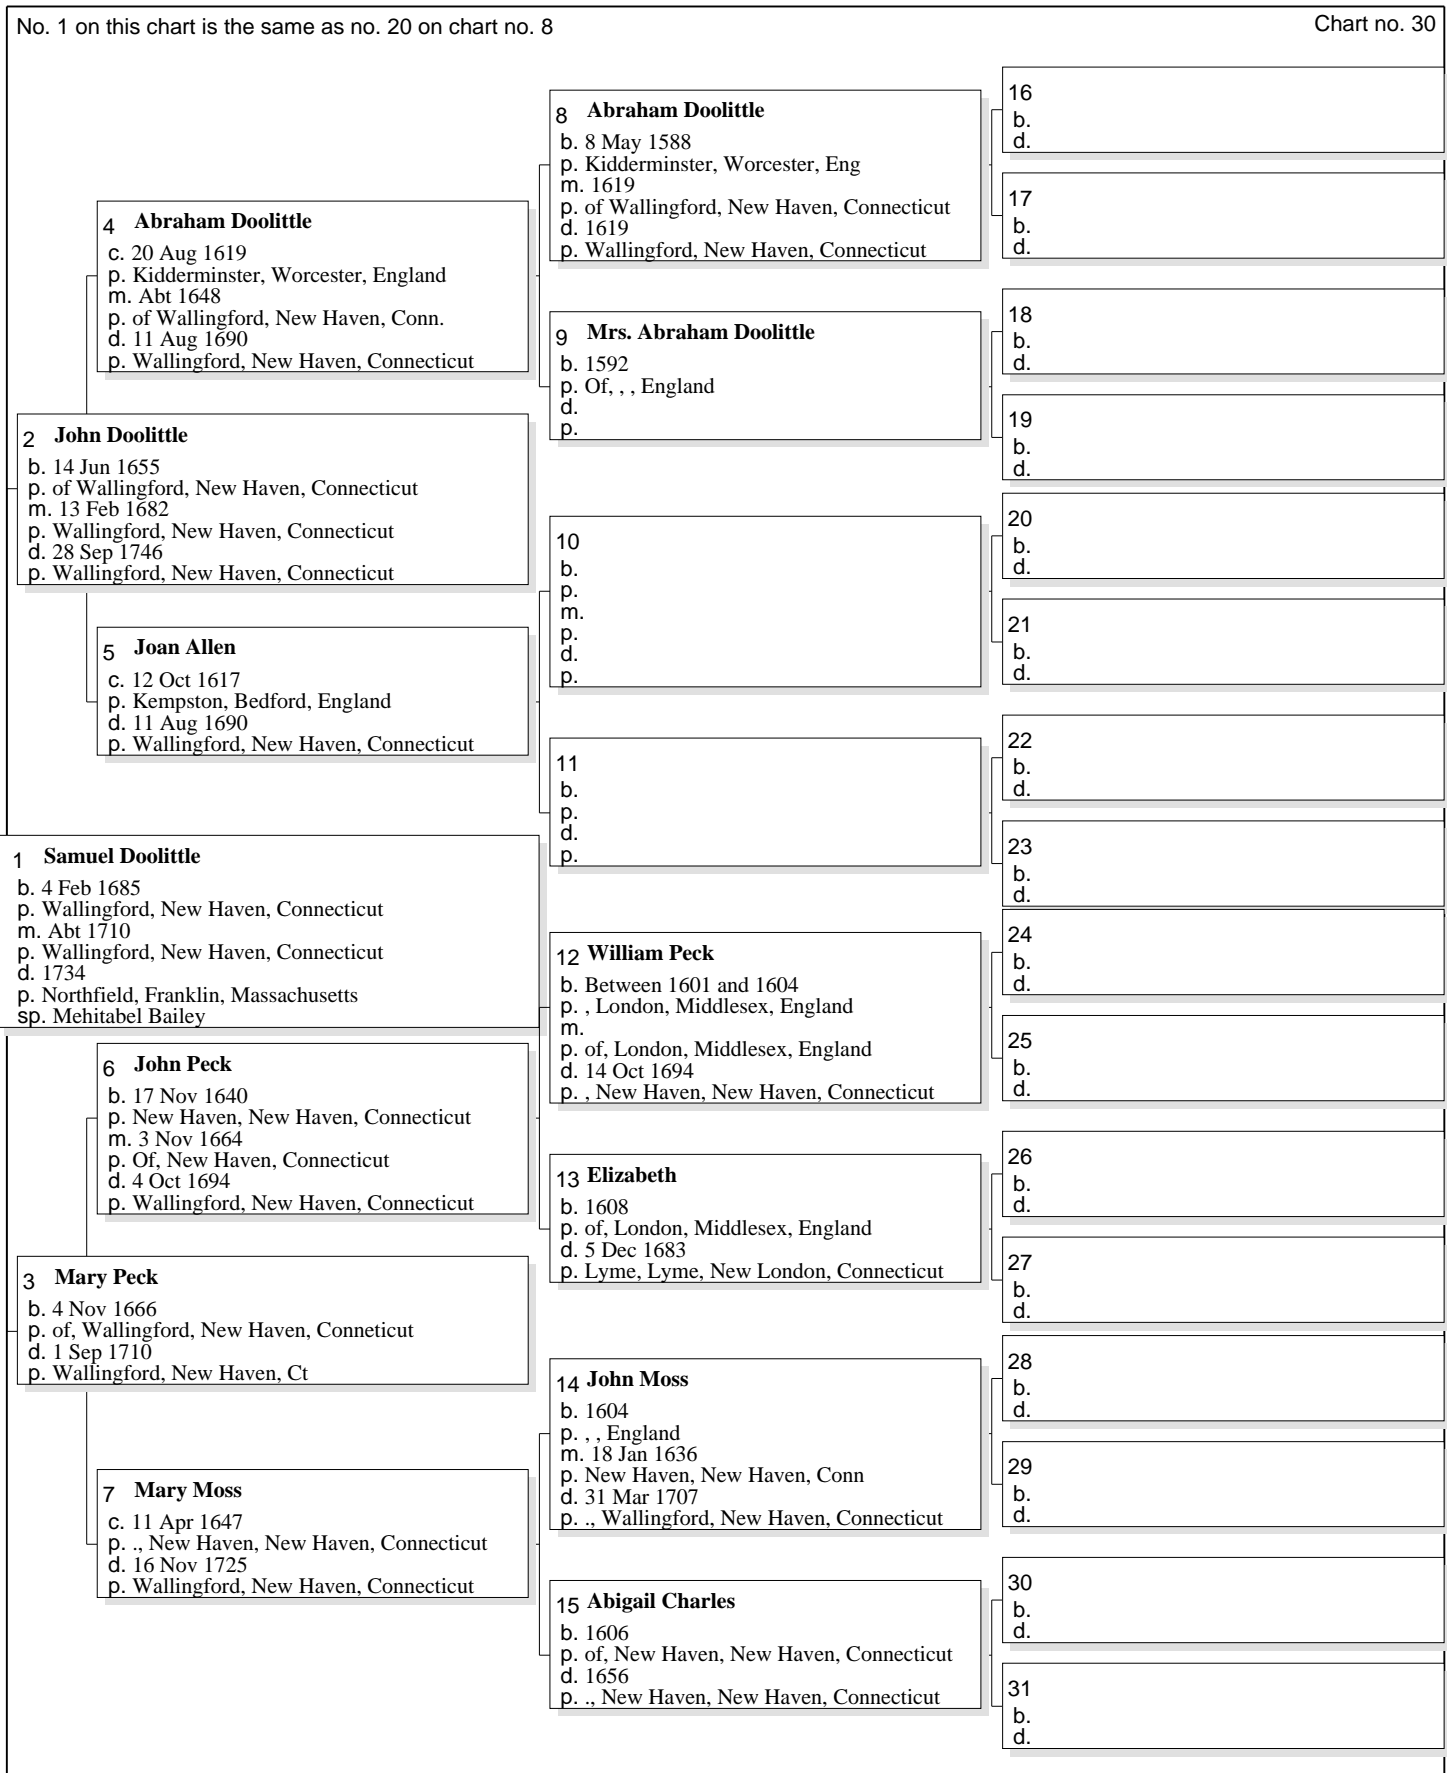 No. 1 on this chart is the same as no. 20 on chart no. 8
Chart no. 30
8 Abraham Doolittle
b. 8 May 1588
p. Kidderminster, Worcester, Eng
m. 1619
p. of Wallingford, New Haven, Connecticut
d. 1619
p. Wallingford, New Haven, Connecticut
16
b.
d.
17
b.
d.
4 Abraham Doolittle
c. 20 Aug 1619
p. Kidderminster, Worcester, England
m. Abt 1648
p. of Wallingford, New Haven, Conn.
d. 11 Aug 1690
p. Wallingford, New Haven, Connecticut
9 Mrs. Abraham Doolittle
b. 1592
p. Of, , , England
d.
p.
18
b.
d.
19
b.
d.
2 John Doolittle
b. 14 Jun 1655
p. of Wallingford, New Haven, Connecticut
m. 13 Feb 1682
p. Wallingford, New Haven, Connecticut
d. 28 Sep 1746
p. Wallingford, New Haven, Connecticut
10
b.
p.
m.
p.
d.
p.
20
b.
d.
21
b.
d.
5 Joan Allen
c. 12 Oct 1617
p. Kempston, Bedford, England
d. 11 Aug 1690
p. Wallingford, New Haven, Connecticut
11
b.
p.
d.
p.
22
b.
d.
23
b.
d.
1 Samuel Doolittle
b. 4 Feb 1685
p. Wallingford, New Haven, Connecticut
m. Abt 1710
p. Wallingford, New Haven, Connecticut
d. 1734
p. Northfield, Franklin, Massachusetts
sp. Mehitabel Bailey
12 William Peck
b. Between 1601 and 1604
p. , London, Middlesex, England
m.
p. of, London, Middlesex, England
d. 14 Oct 1694
p. , New Haven, New Haven, Connecticut
24
b.
d.
25
b.
d.
6 John Peck
b. 17 Nov 1640
p. New Haven, New Haven, Connecticut
m. 3 Nov 1664
p. Of, New Haven, Connecticut
d. 4 Oct 1694
p. Wallingford, New Haven, Connecticut
13 Elizabeth
b. 1608
p. of, London, Middlesex, England
d. 5 Dec 1683
p. Lyme, Lyme, New London, Connecticut
26
b.
d.
27
b.
d.
3 Mary Peck
b. 4 Nov 1666
p. of, Wallingford, New Haven, Conneticut
d. 1 Sep 1710
p. Wallingford, New Haven, Ct
14 John Moss
b. 1604
p. , , England
m. 18 Jan 1636
p. New Haven, New Haven, Conn
d. 31 Mar 1707
p. ., Wallingford, New Haven, Connecticut
28
b.
d.
29
b.
d.
7 Mary Moss
c. 11 Apr 1647
p. ., New Haven, New Haven, Connecticut
d. 16 Nov 1725
p. Wallingford, New Haven, Connecticut
15 Abigail Charles
b. 1606
p. of, New Haven, New Haven, Connecticut
d. 1656
p. ., New Haven, New Haven, Connecticut
30
b.
d.
31
b.
d.